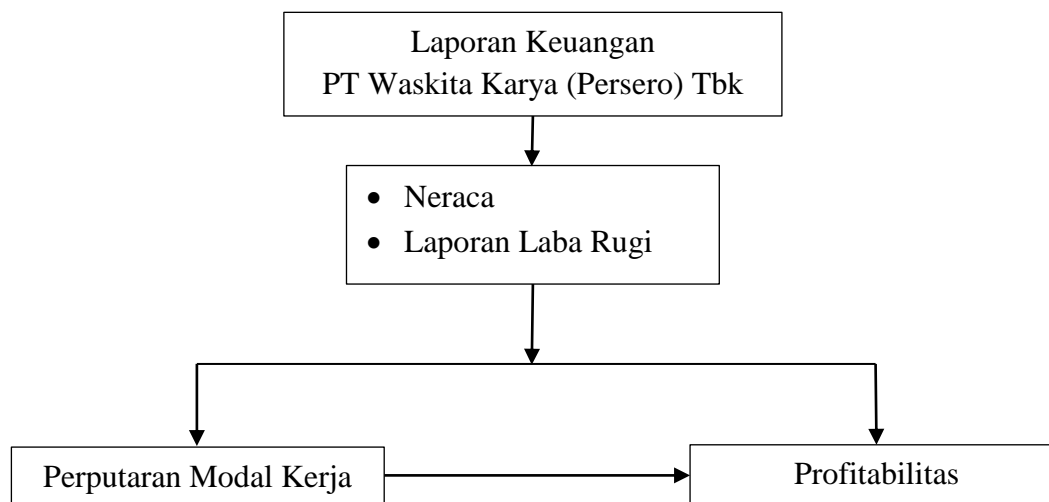 Laporan Keuangan
PT Waskita Karya (Persero) Tbk
• Neraca
• Laporan Laba Rugi
Perputaran Modal Kerja
Profitabilitas